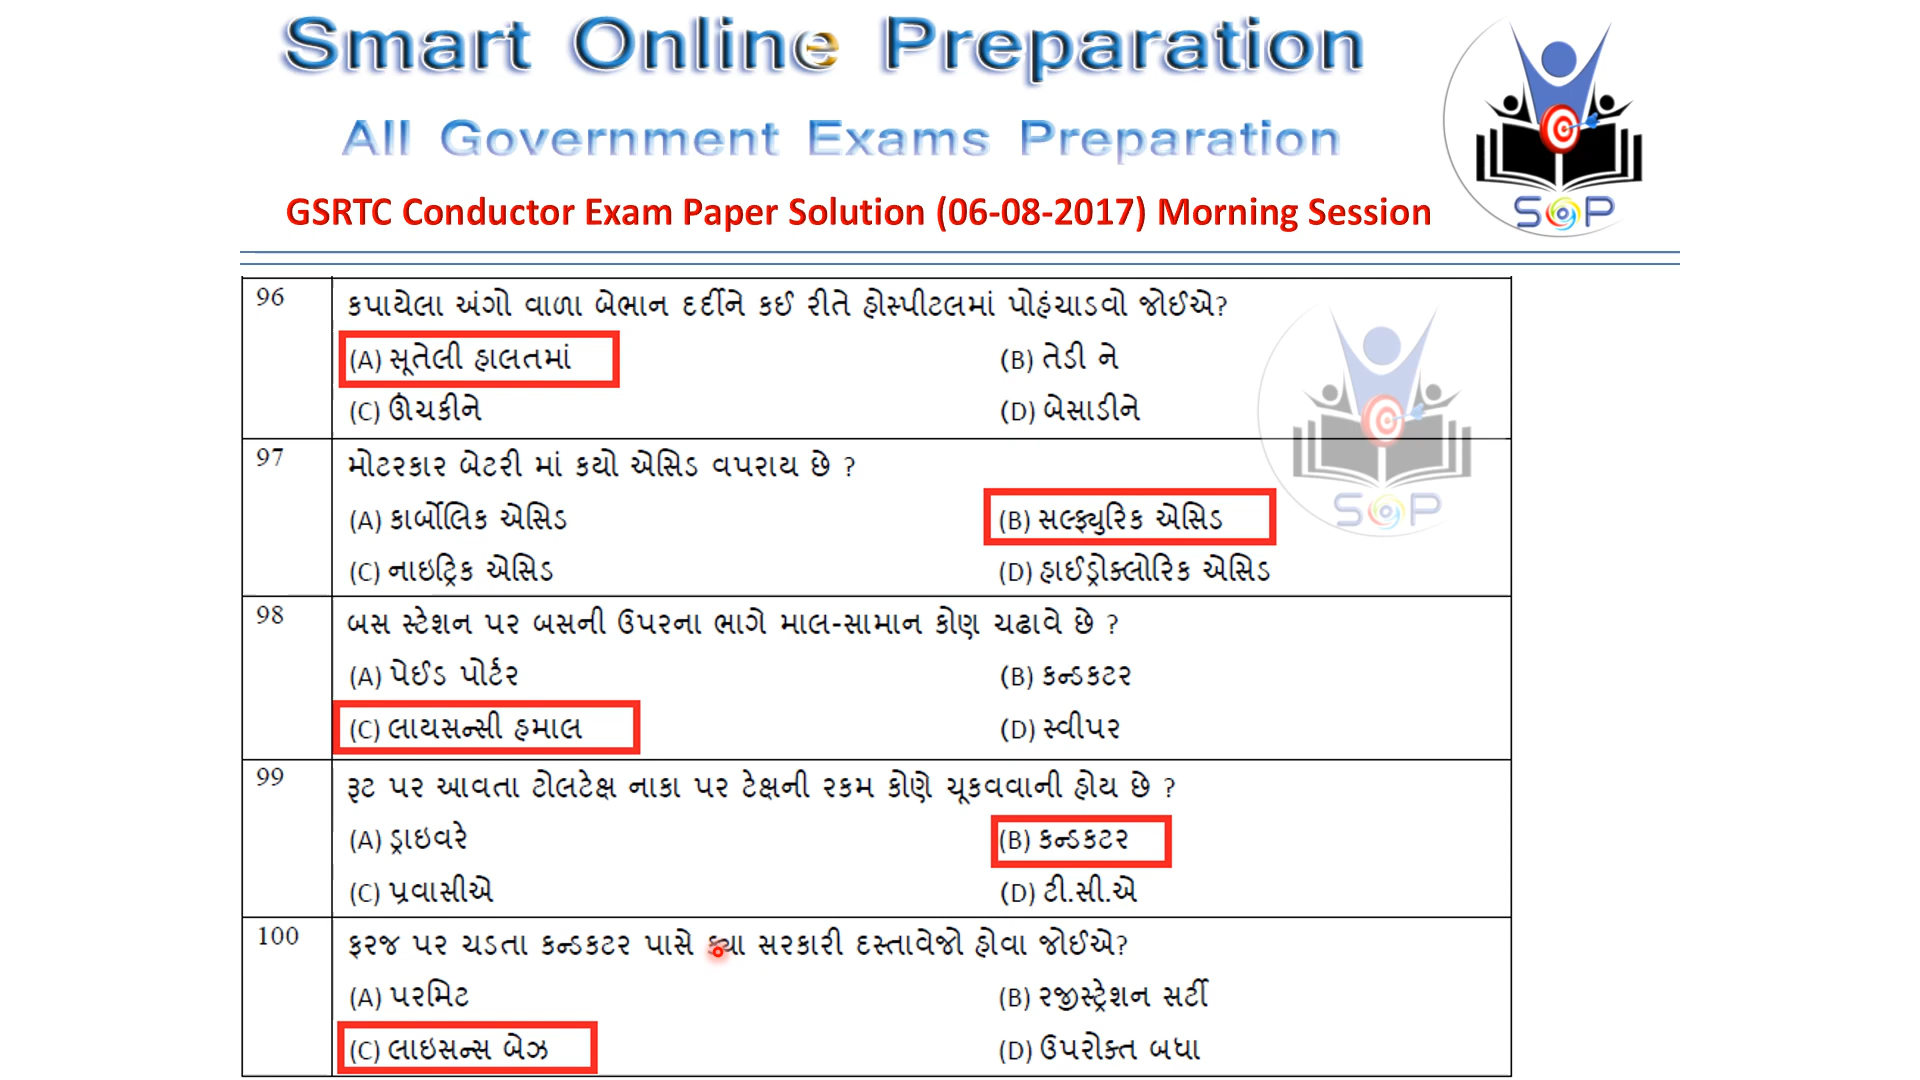 Smart Online Preparation
All Government Exams Preparation
GSRTC Conductor Exam Paper Solution (06-08-2017) Morning Session
SOP
96 કપાયેલા અંગો વાળા બેભાન દર્દીને કઈ રીતે હોસ્પીટલમાં પોહંચાડવો જોઈએ?
(A) સૂતેલી હાલતમાં (B) તેડી ને
(C) ઊંચકીને (D) બેસાડીને
SOP
97 મોટરકાર બેટરી માં કયો એસિડ વપરાય છે ?
(A) કાર્બોલિક એસિડ (B) સલ્ફ્યુરિક એસિડ
(C) નાઇટ્રિક એસિડ (D) હાઈડ્રોક્લોરિક એસિડ
98 બસ સ્ટેશન પર બસની ઉપરના ભાગે માલ-સામાન કોણ ચઢાવે છે ?
(A) પેઈડ પોર્ટર (B) કન્ડકટર
(C) લાયસન્સી હમાલ (D) સ્વીપર
99 રૂટ પર આવતા ટોલટેક્ષ નાકા પર ટેક્ષની રકમ કોણે ચૂકવવાની હોય છે ?
(A) ડ્રાઇવરે (B) કન્ડકટર
(C) પ્રવાસીએ (D) ટી.સી.એ
100 ફરજ પર ચડતા કન્ડકટર પાસે ક્યા સરકારી દસ્તાવેજો હોવા જોઈએ?
(A) પરમિટ (B) રજીસ્ટ્રેશન સર્ટી
(C) લાઇસન્સ બેઝ (D) ઉપરોક્ત બધા